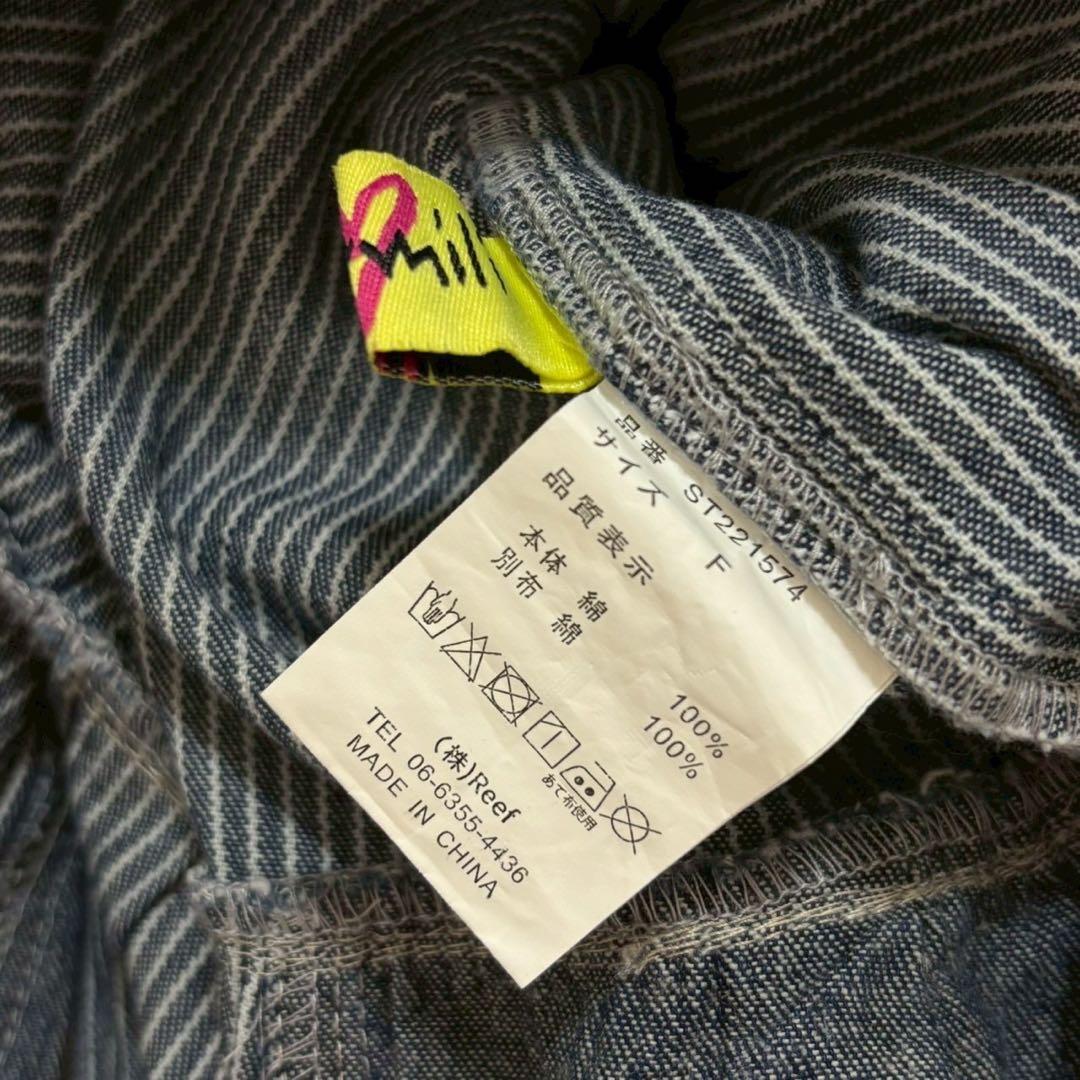 品番 ST221574
サイズ F
品質表示
本体 綿 100%
別布 綿 100%
あて布使用
(株)Reef
TEL 06-6355-4436
MADE IN CHINA